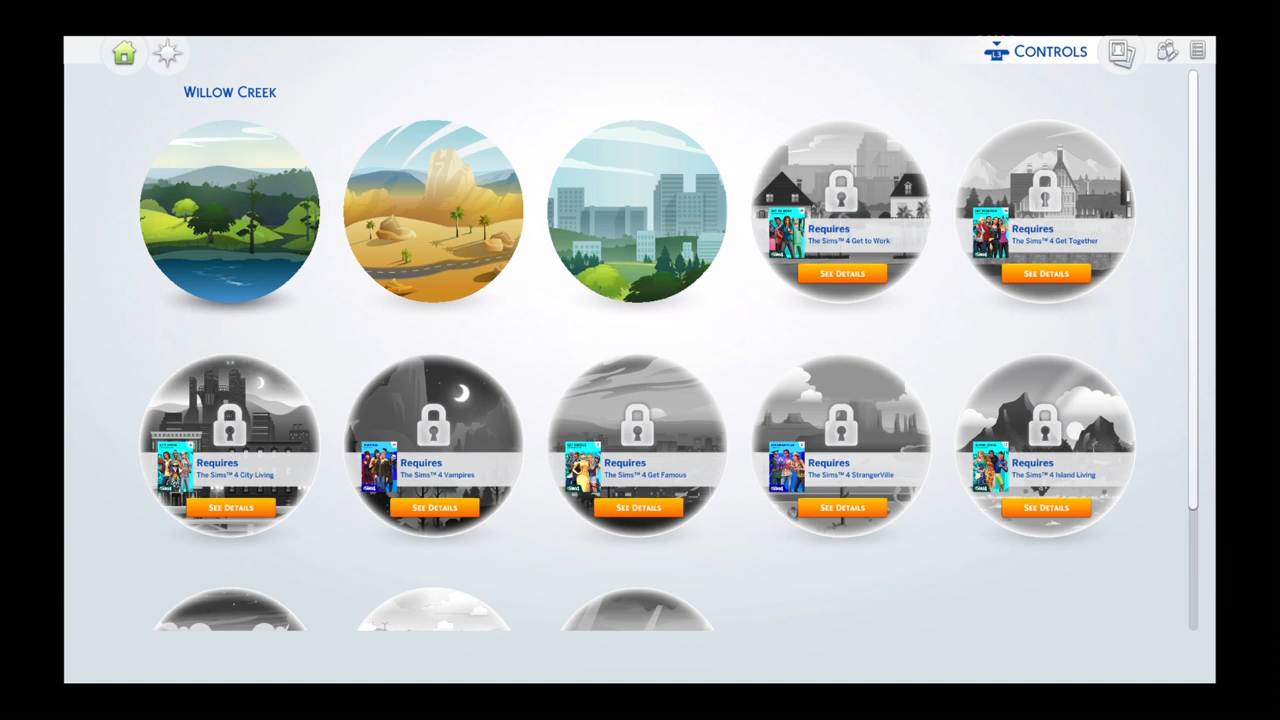 L3 CONTROLS
WILLOW CREEK
Requires
The Sims™ 4 Get to Work
SEE DETAILS
Requires
The Sims™ 4 Get Together
SEE DETAILS
Requires
The Sims™ 4 City Living
SEE DETAILS
Requires
The Sims™ 4 Vampires
SEE DETAILS
Requires
The Sims™ 4 Get Famous
SEE DETAILS
Requires
The Sims™ 4 StrangerVille
SEE DETAILS
Requires
The Sims™ 4 Island Living
SEE DETAILS